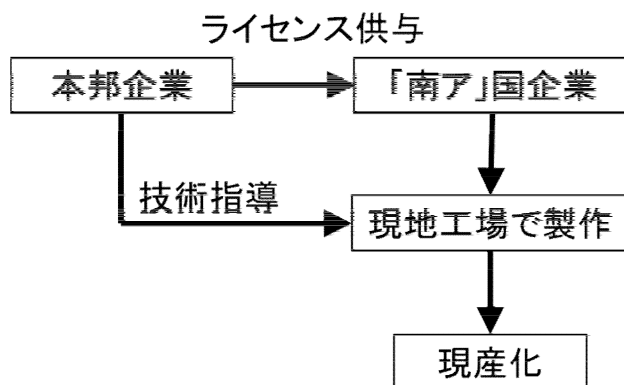 ライセンス供与
本邦企業
「南ア」国企業
技術指導
現地工場で製作
現産化